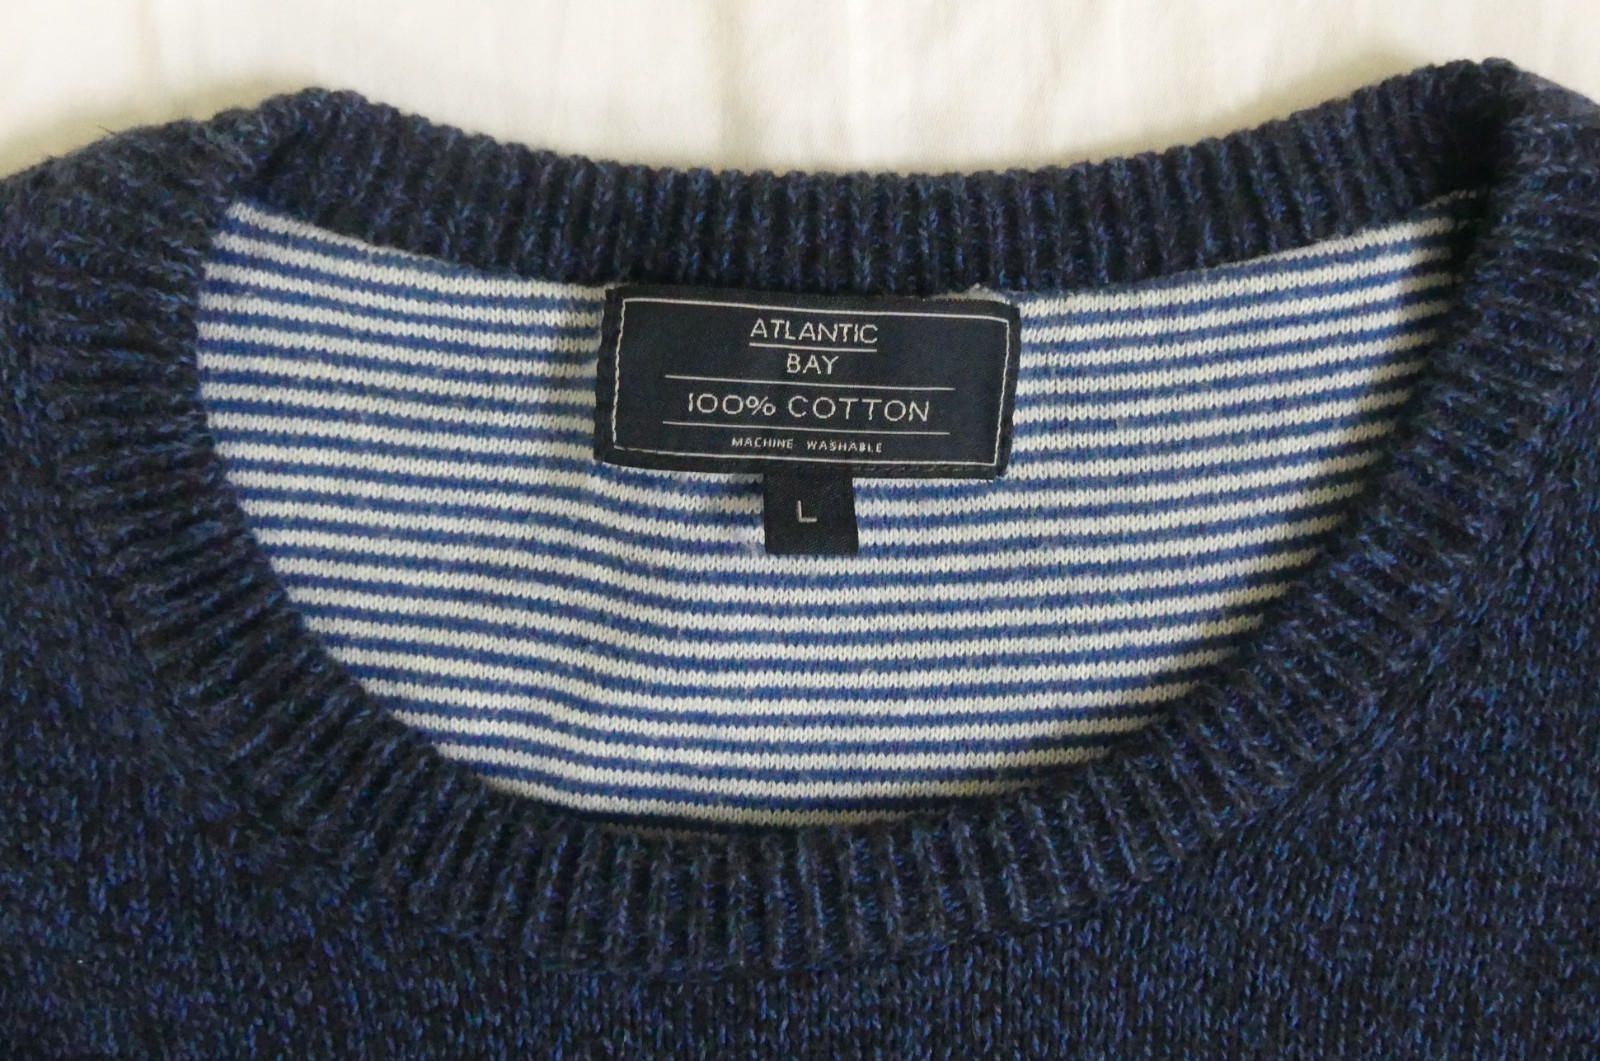 ATLANTIC
BAY
100% COTTON
MACHINE WASHABLE
L